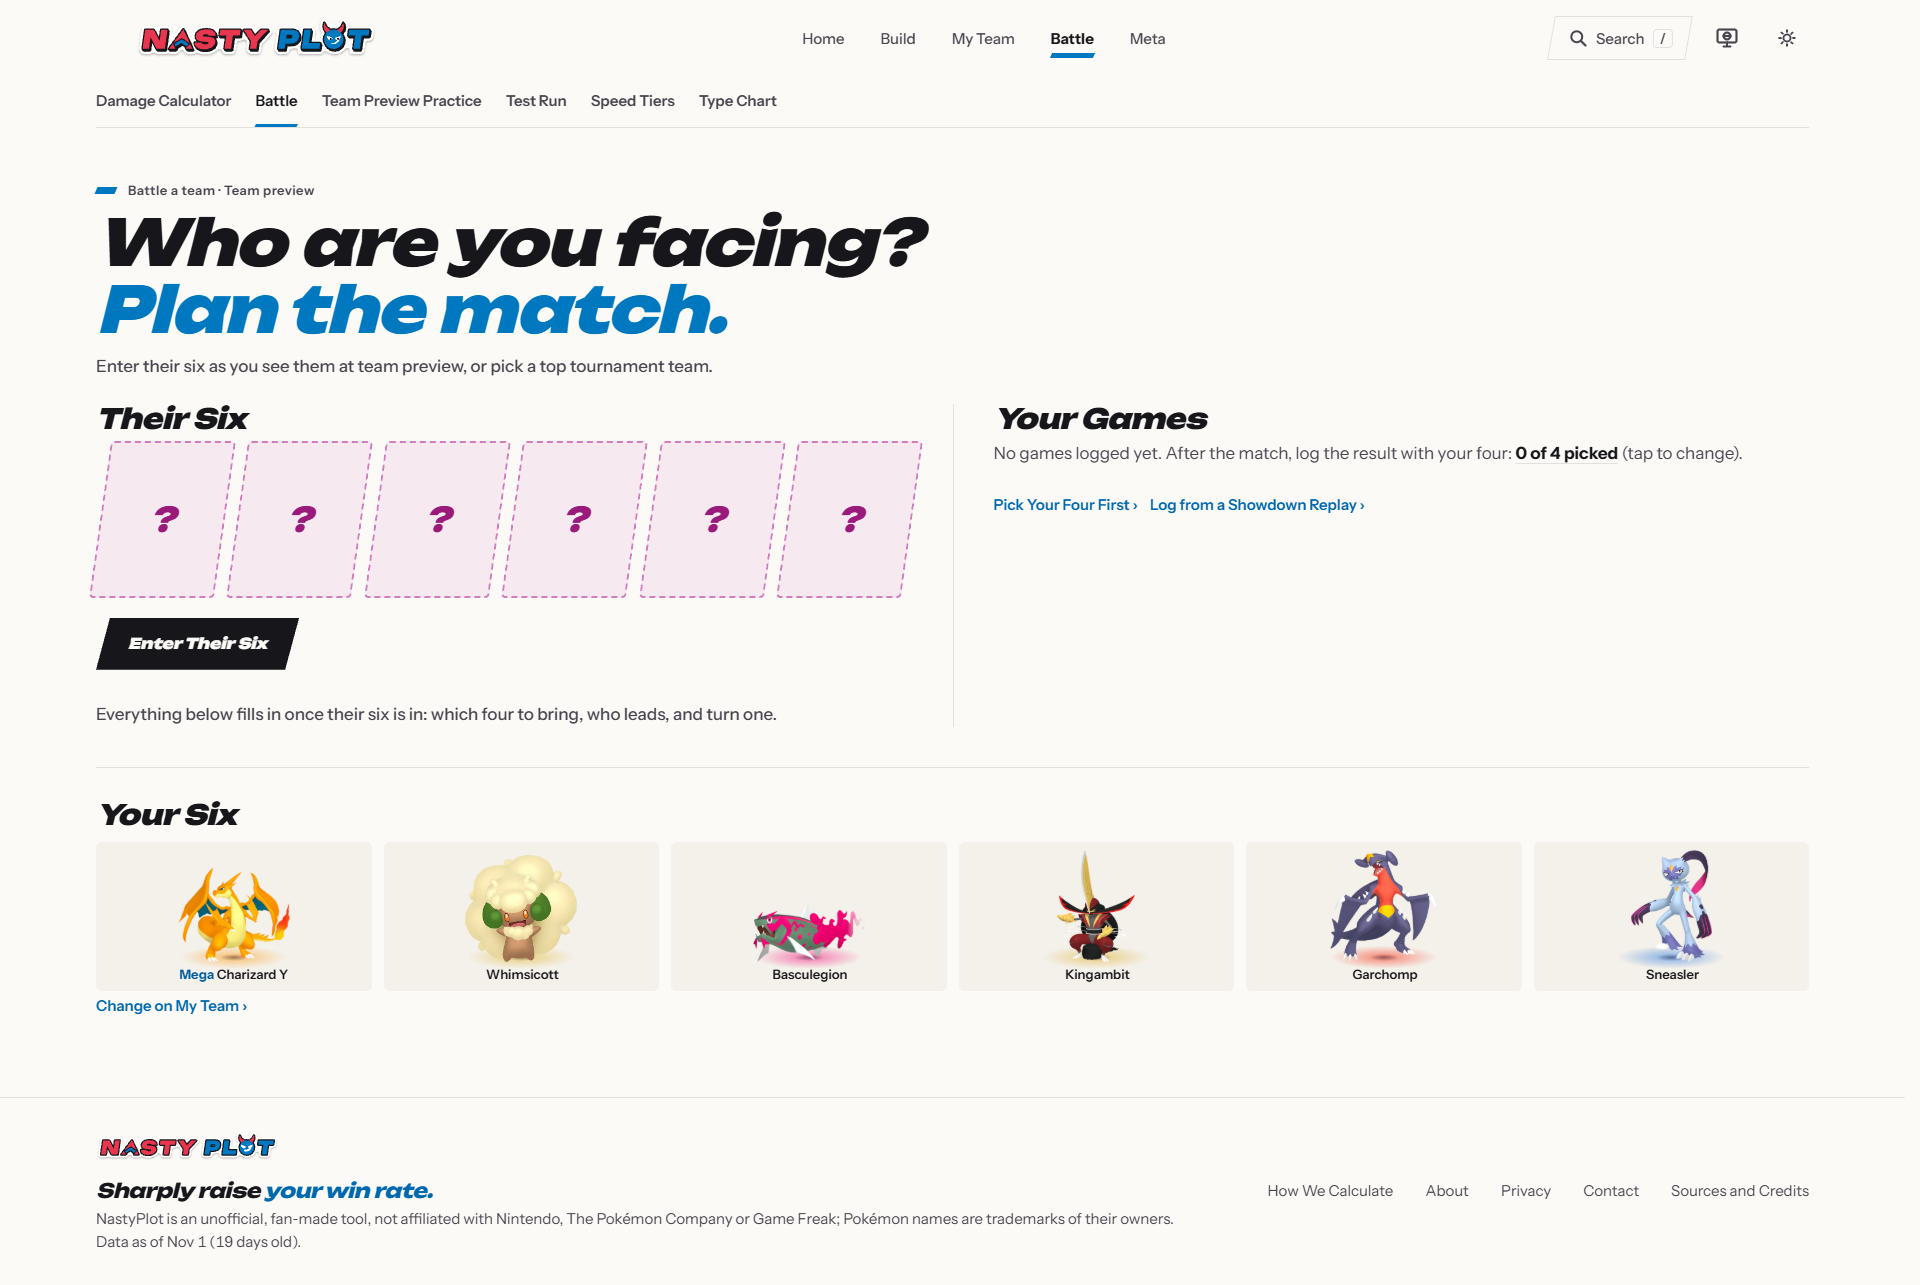 NASTY PLOT
Home
Build
My Team
Battle
Meta
Search /
Damage Calculator
Battle
Team Preview Practice
Test Run
Speed Tiers
Type Chart
Battle a team · Team preview
Who are you facing?
Plan the match.
Enter their six as you see them at team preview, or pick a top tournament team.
Their Six
? ? ? ? ? ?
Enter Their Six
Everything below fills in once their six is in: which four to bring, who leads, and turn one.
Your Games
No games logged yet. After the match, log the result with your four: 0 of 4 picked (tap to change).
Pick Your Four First ›
Log from a Showdown Replay ›
Your Six
Mega Charizard Y
Whimsicott
Basculegion
Kingambit
Garchomp
Sneasler
Change on My Team ›
NASTY PLOT
Sharply raise your win rate.
NastyPlot is an unofficial, fan-made tool, not affiliated with Nintendo, The Pokémon Company or Game Freak; Pokémon names are trademarks of their owners.
Data as of Nov 1 (19 days old).
How We Calculate
About
Privacy
Contact
Sources and Credits